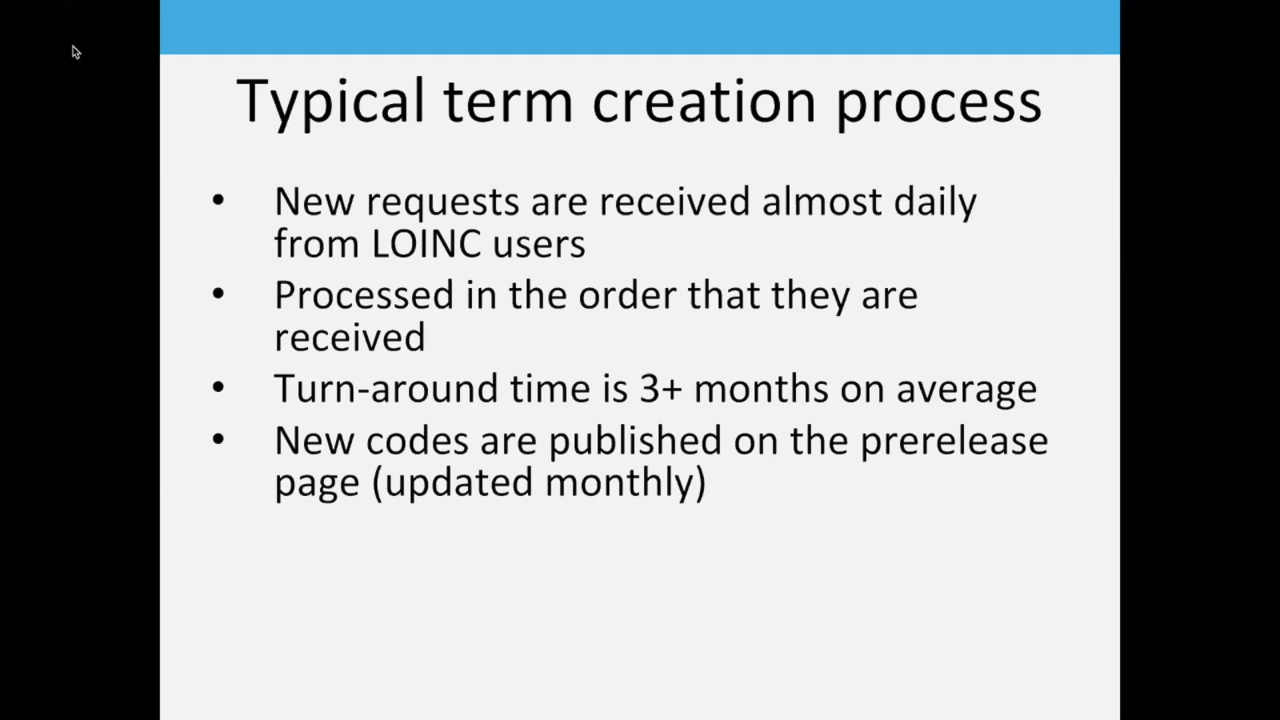 Typical term creation process
• New requests are received almost daily
from LOINC users
• Processed in the order that they are
received
• Turn-around time is 3+ months on average
• New codes are published on the prerelease
page (updated monthly)